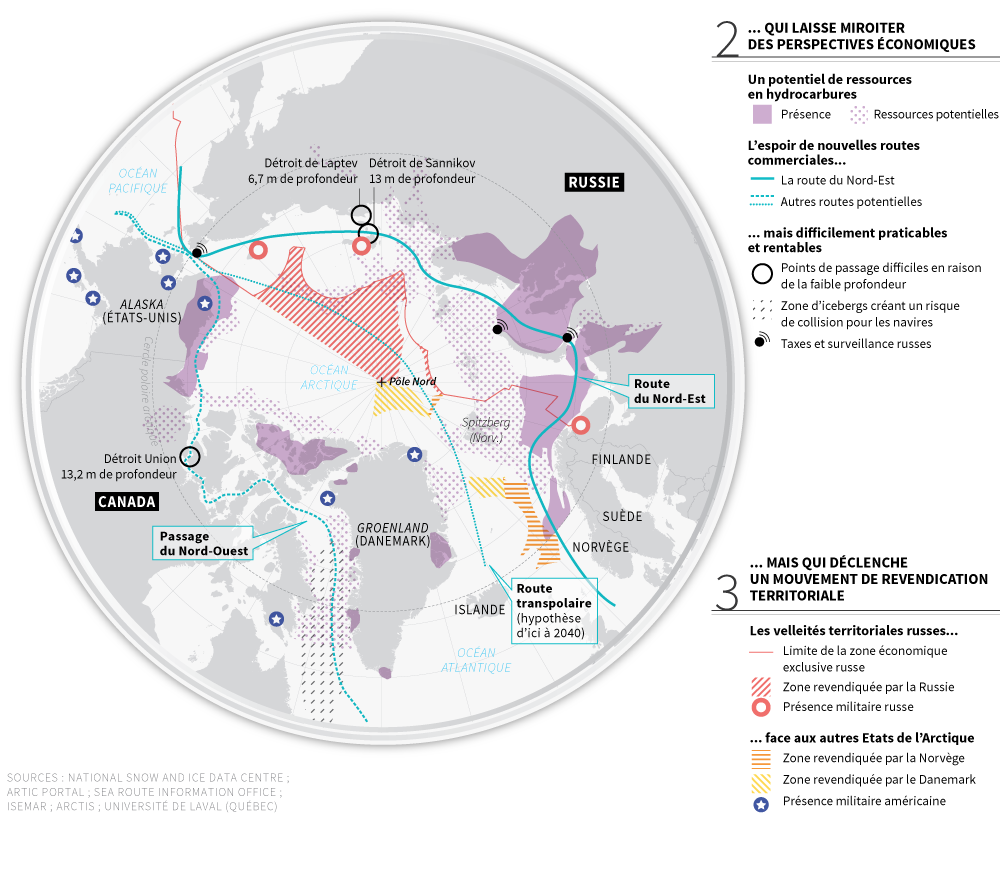 OCÉAN
PACIFIQUE
Détroit de Laptev
6,7 m de profondeur
Détroit de Sannikov
13 m de profondeur
RUSSIE
ALASKA
(ÉTATS-UNIS)
Cercle polaire arctique
OCÉAN
ARCTIQUE
Pôle Nord
Route
du Nord-Est
Spitzberg
(Norv.)
Détroit Union
13,2 m de profondeur
CANADA
FINLANDE
SUÈDE
NORVÈGE
GROENLAND
(DANEMARK)
Passage
du Nord-Ouest
ISLANDE
Route
transpolaire
(hypothèse
d'ici à 2040)
OCÉAN
ATLANTIQUE
2
... QUI LAISSE MIROITER
DES PERSPECTIVES ÉCONOMIQUES
Un potentiel de ressources
en hydrocarbures
Présence
Ressources potentielles
L'espoir de nouvelles routes
commerciales...
La route du Nord-Est
Autres routes potentielles
... mais difficilement praticables
et rentables
Points de passage difficiles en raison
de la faible profondeur
Zone d'icebergs créant un risque
de collision pour les navires
Taxes et surveillance russes
3
... MAIS QUI DÉCLENCHE
UN MOUVEMENT DE REVENDICATION
TERRITORIALE
Les velleités territoriales russes...
Limite de la zone économique
exclusive russe
Zone revendiquée par la Russie
Présence militaire russe
... face aux autres Etats de l'Arctique
Zone revendiquée par la Norvège
Zone revendiquée par le Danemark
Présence militaire américaine
SOURCES : NATIONAL SNOW AND ICE DATA CENTRE ;
ARTIC PORTAL ; SEA ROUTE INFORMATION OFFICE ;
ISEMAR ; ARCTIS ; UNIVERSITÉ DE LAVAL (QUÉBEC)